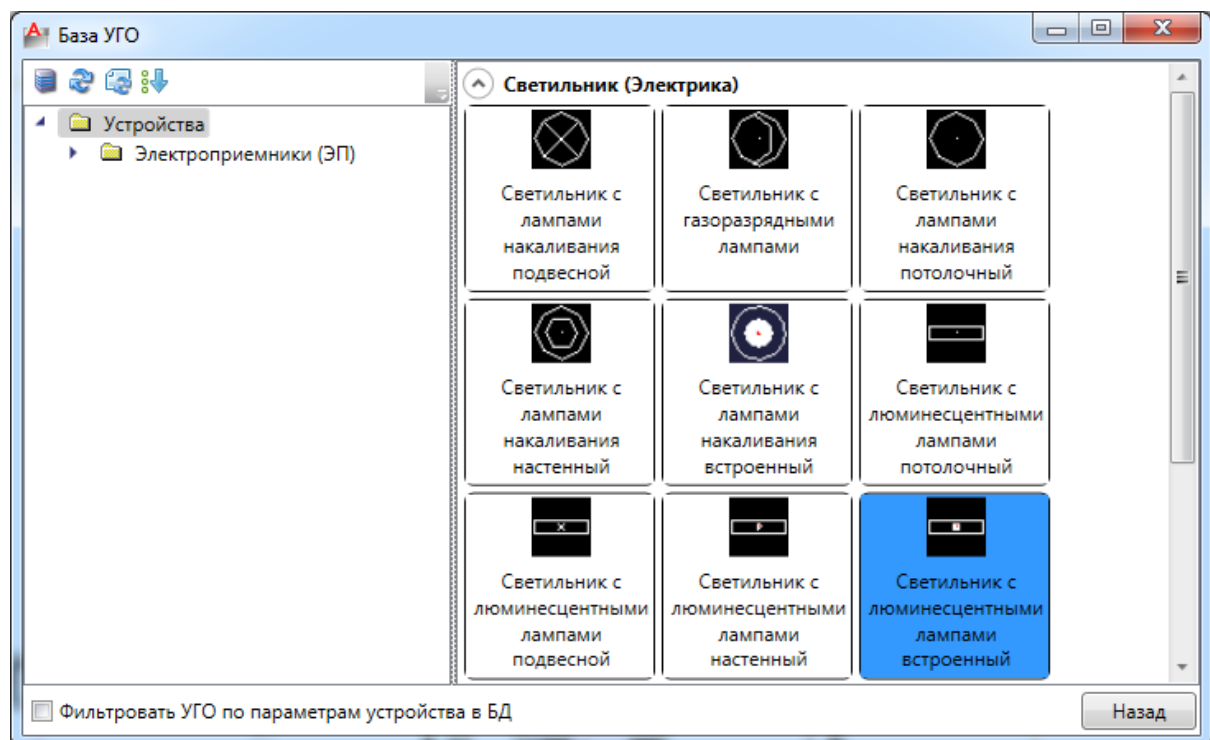 База УГО
Устройства
Электроприемники (ЭП)
Светильник (Электрика)
Светильник с
лампами
накаливания
подвесной
Светильник с
газоразрядными
лампами
Светильник с
лампами
накаливания
потолочный
Светильник с
лампами
накаливания
настенный
Светильник с
лампами
накаливания
встроенный
Светильник с
люминесцентными
лампами
потолочный
Светильник с
люминесцентными
лампами
подвесной
Светильник с
люминесцентными
лампами
настенный
Светильник с
люминесцентными
лампами
встроенный
Фильтровать УГО по параметрам устройства в БД
Назад